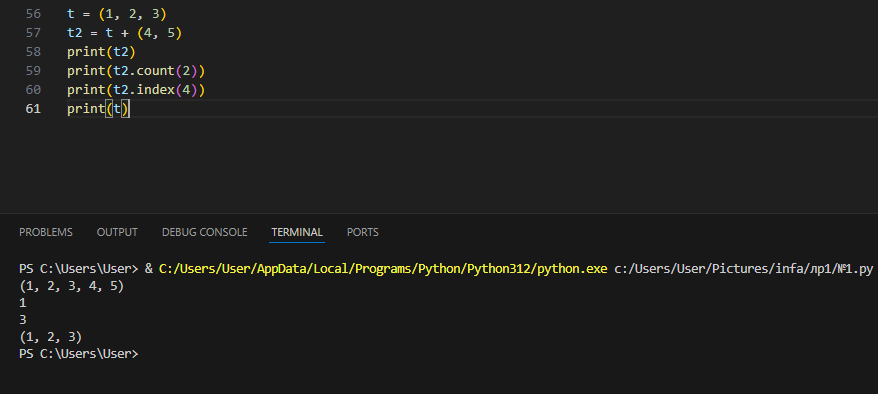 56 t = (1, 2, 3)
57 t2 = t + (4, 5)
58 print(t2)
59 print(t2.count(2))
60 print(t2.index(4))
61 print(t)
PROBLEMS OUTPUT DEBUG CONSOLE TERMINAL PORTS
PS C:\Users\User> & C:/Users/User/AppData/Local/Programs/Python/Python312/python.exe c:/Users/User/Pictures/infa/лр1/№1.py
(1, 2, 3, 4, 5)
1
3
(1, 2, 3)
PS C:\Users\User>